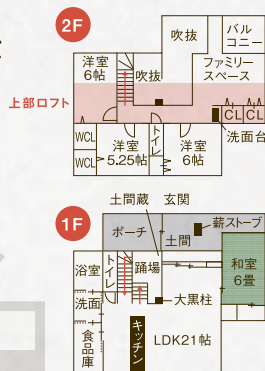 2F
吹抜
バルコニー
洋室
6帖
吹抜
ファミリー
スペース
上部ロフト
CL
CL
洗面台
WCL
WCL
洋室
5.25帖
トイレ
洋室
6帖
土間蔵
玄関
1F
ポーチ
土間
薪ストーブ
浴室
トイレ
踊場
和室
6畳
洗面
大黒柱
食品庫
キッチン
LDK21帖